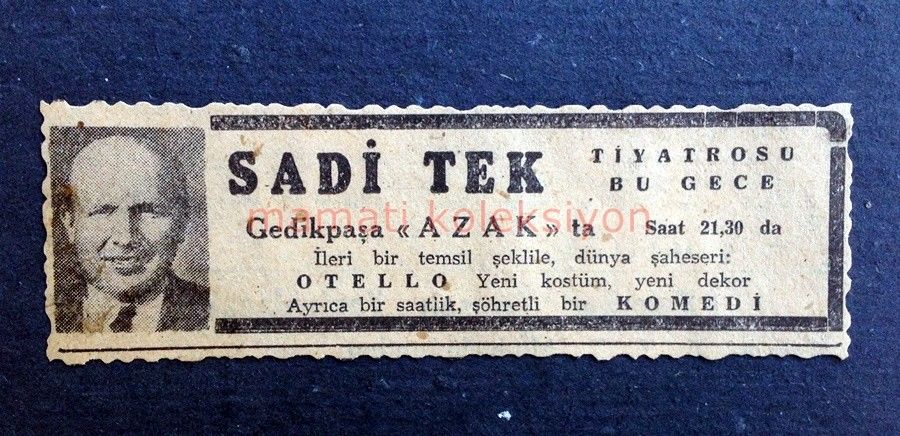 SADİ TEK
TİYATROSU
BU GECE
Gedikpaşa «AZAK» ta Saat 21,30 da
mamati koleksiyon
İleri bir temsil şeklile, dünya şaheseri:
OTELLO Yeni kostüm, yeni dekor
Ayrıca bir saatlik, şöhretli bir KOMEDİ